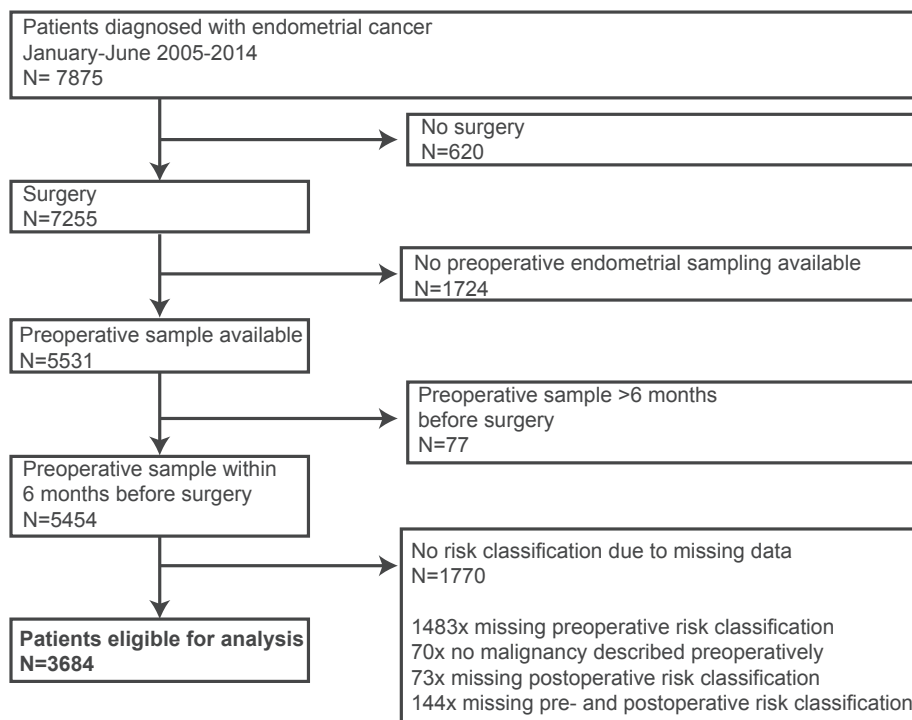 Patients diagnosed with endometrial cancer
January-June 2005-2014
N= 7875
No surgery
N=620
Surgery
N=7255
No preoperative endometrial sampling available
N=1724
Preoperative sample available
N=5531
Preoperative sample >6 months
before surgery
N=77
Preoperative sample within
6 months before surgery
N=5454
No risk classification due to missing data
N=1770
1483x missing preoperative risk classification
70x no malignancy described preoperatively
73x missing postoperative risk classification
144x missing pre- and postoperative risk classification
Patients eligible for analysis
N=3684